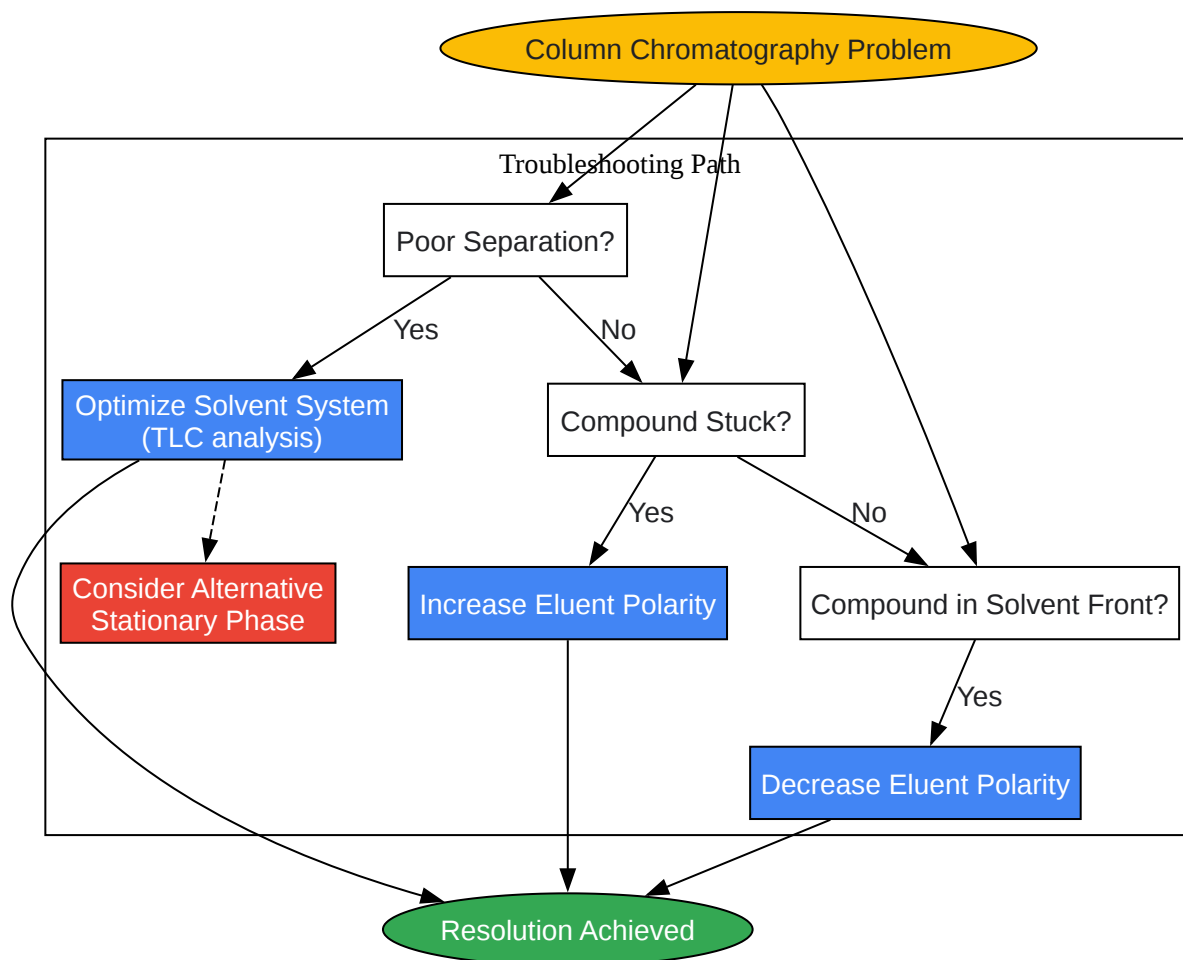 Column Chromatography Problem
Troubleshooting Path
Poor Separation?
Yes
No
Optimize Solvent System
(TLC analysis)
Compound Stuck?
Yes
No
Consider Alternative
Stationary Phase
Increase Eluent Polarity
Compound in Solvent Front?
Yes
Decrease Eluent Polarity
Resolution Achieved